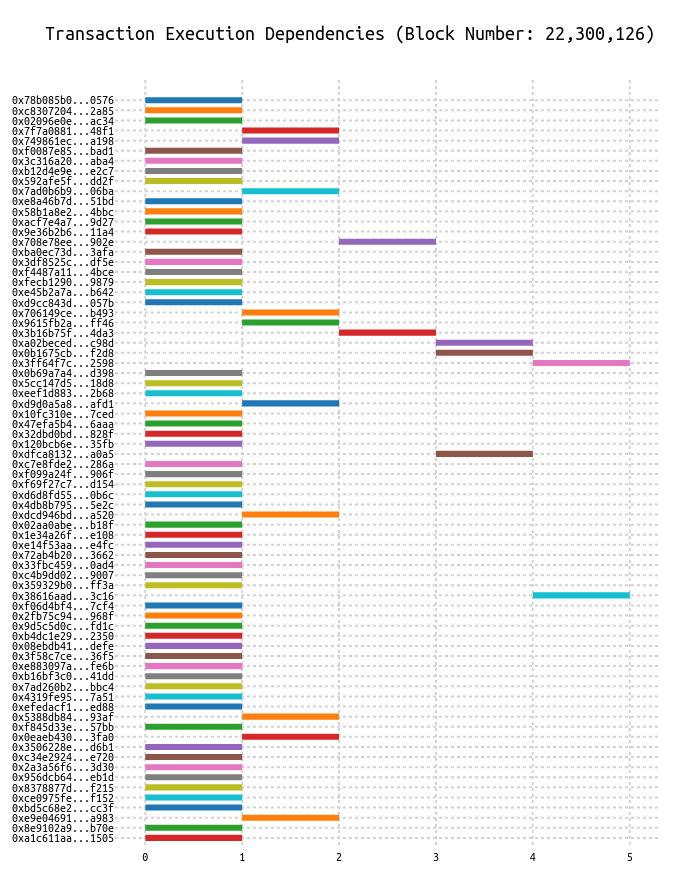 Transaction Execution Dependencies (Block Number: 22,300,126)
0x78b085b0...0576
0xc8307204...2a85
0x02096e0e...ac34
0x7f7a0881...48f1
0x749861ec...a198
0xf0087e85...bad1
0x3c316a20...aba4
0xb12d4e9e...e2c7
0x592afe5f...dd2f
0x7ad0b6b9...06ba
0xe8a46b7d...51bd
0x58b1a8e2...4bbc
0xacf7e4a7...9d27
0x9e36b2b6...11a4
0x708e78ee...902e
0xba0ec73d...3afa
0x3df8525c...df5e
0xf4487a11...4bce
0xfecb1290...9879
0xe45b2a7a...b642
0xd9cc843d...057b
0x706149ce...b493
0x9615fb2a...ff46
0x3b16b75f...4da3
0xa02beced...c98d
0x0b1675cb...f2d8
0x3ff64f7c...2598
0x0b69a7a4...d398
0x5cc147d5...18d8
0xeef1d883...2b68
0xd9d0a5a8...afd1
0x10fc310e...7ced
0x47efa5b4...6aaa
0x32dbd0bd...828f
0x120bcb6e...35fb
0xdfca8132...a0a5
0xc7e8fde2...286a
0xf099a24f...906f
0xf69f27c7...d154
0xd6d8fd55...0b6c
0x4db8b795...5e2c
0xdcd946bd...a520
0x02aa0abe...b18f
0x1e34a26f...e108
0xe14f53aa...e4fc
0x72ab4b20...3662
0x33fbc459...0ad4
0xc4b9dd02...9007
0x359329b0...ff3a
0x38616aad...3c16
0xf06d4bf4...7cf4
0x2fb75c94...968f
0x9d5c5d0c...fd1c
0xb4dc1e29...2350
0x08ebdb41...defe
0x3f58c7ce...36f5
0xe883097a...fe6b
0xb16bf3c0...41dd
0x7ad260b2...bbc4
0x4319fe95...7a51
0xefedacf1...ed88
0x5388db84...93af
0xf845d33e...57bb
0x0eaeb430...3fa0
0x3506228e...d6b1
0xc34e2924...e720
0x2a3a56f6...3d30
0x956dcb64...eb1d
0x8378877d...f215
0xce0975fe...f152
0xbd5c68e2...cc3f
0xe9e04691...a983
0x8e9102a9...b70e
0xa1c611aa...1505
0 1 2 3 4 5